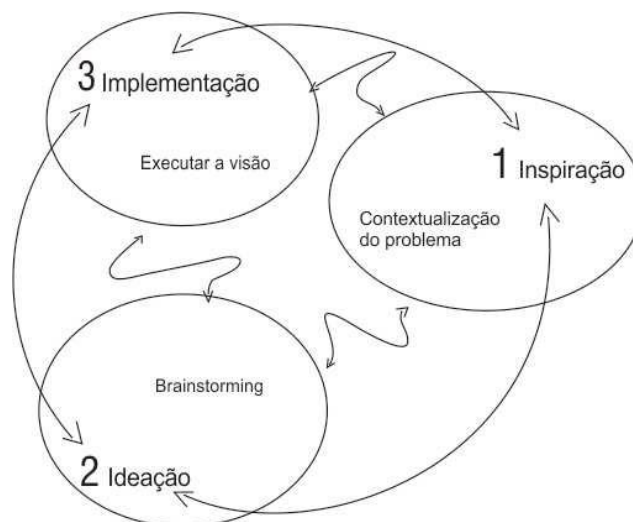 3 Implementação
Executar a visão
1 Inspiração
Contextualização
do problema
Brainstorming
2 Ideação